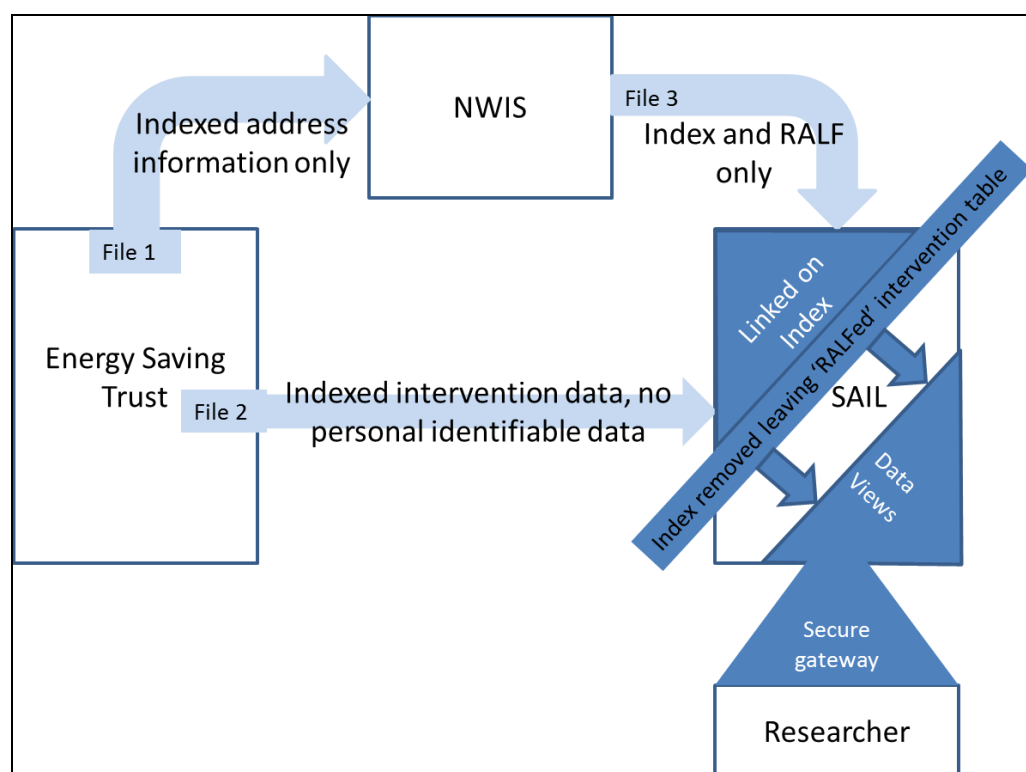 NWIS
File 3
Indexed address
information only
Index and RALF
only
File 1
Energy Saving
Trust
File 2
Indexed intervention data, no
personal identifiable data
Linked on
Index
Index removed leaving 'RALFed' intervention table
SAIL
Data
Views
Secure
gateway
Researcher